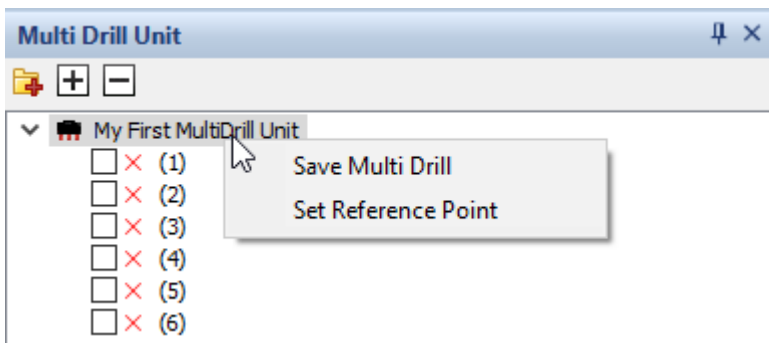 Multi Drill Unit
My First MultiDrill Unit
(1)
Save Multi Drill
(2)
Set Reference Point
(3)
(4)
(5)
(6)